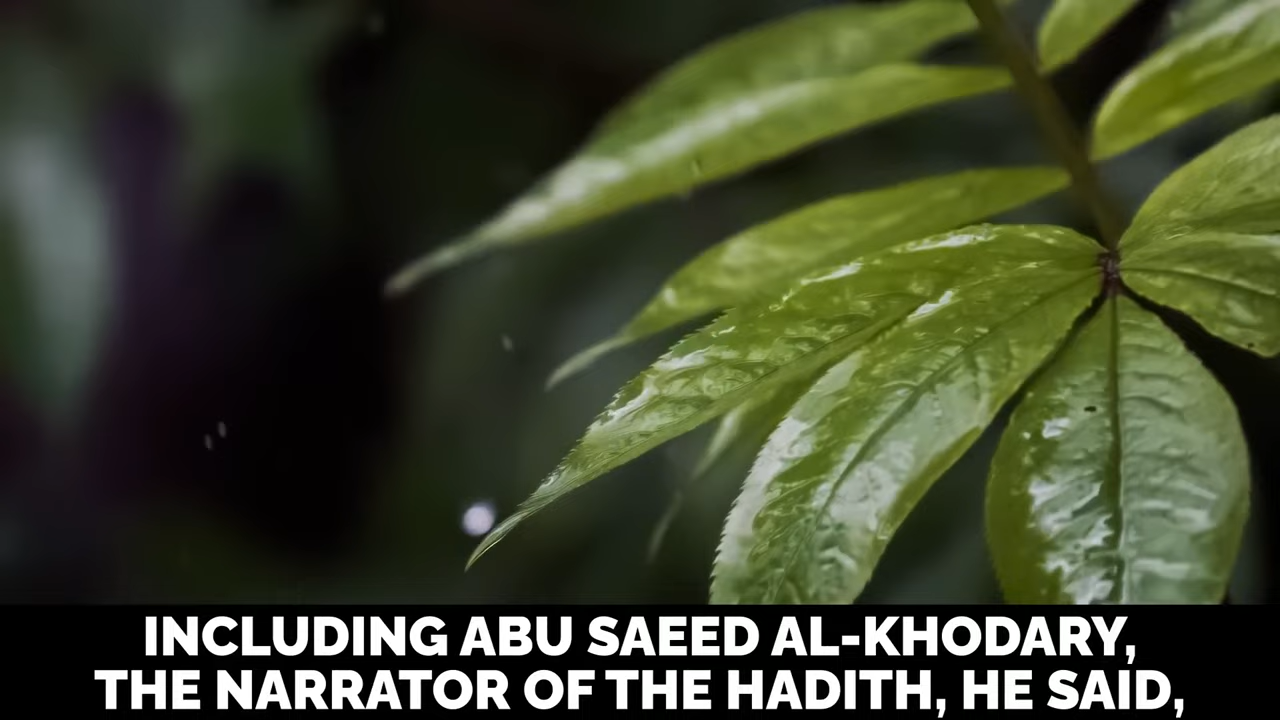 INCLUDING ABU SAEED AL-KHODARY,
THE NARRATOR OF THE HADITH, HE SAID,